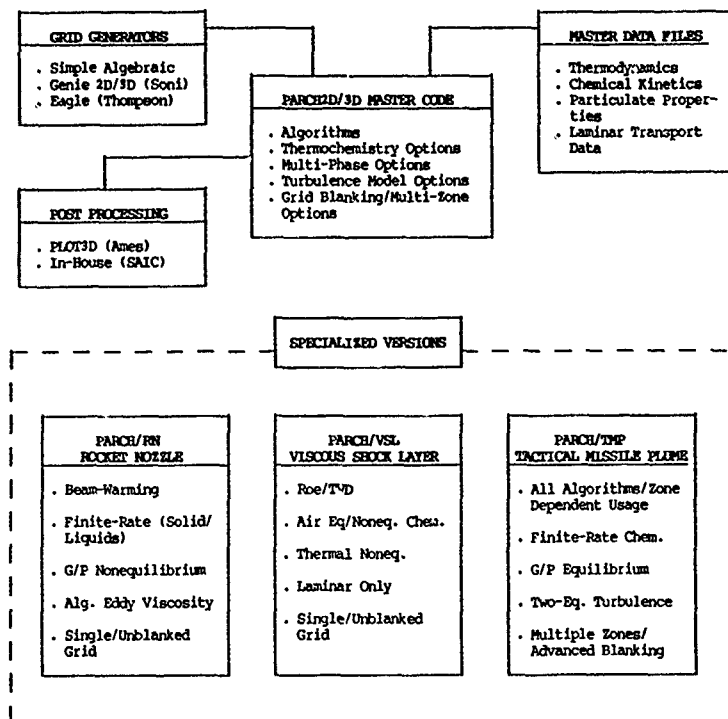 GRID GENERATORS
. Simple Algebraic
. Genie 2D/3D (Soni)
. Eagle (Thompson)
PARCH2D/3D MASTER CODE
. Algorithms
. Thermochemistry Options
. Multi-Phase Options
. Turbulence Model Options
. Grid Blanking/Multi-Zone
Options
MASTER DATA FILES
. Thermodynamics
. Chemical Kinetics
. Particulate Proper-
ties
. Laminar Transport
Data
POST PROCESSING
. PLOT3D (Ames)
. In-House (SAIC)
SPECIALIZED VERSIONS
PARCH/RN
ROCKET NOZZLE
. Beam-Warming
. Finite-Rate (Solid/
Liquids)
. G/P Nonequilibrium
. Alg. Eddy Viscosity
. Single/Unblanked
Grid
PARCH/VSL
VISCOUS SHOCK LAYER
. Roe/TVD
. Air Eq/Noneq. Chem.
. Thermal Noneq.
. Laminar Only
. Single/Unblanked
Grid
PARCH/TMP
TACTICAL MISSILE PLUME
. All Algorithms/Zone
Dependent Usage
. Finite-Rate Chem.
. G/P Equilibrium
. Two-Eq. Turbulence
. Multiple Zones/
Advanced Blanking